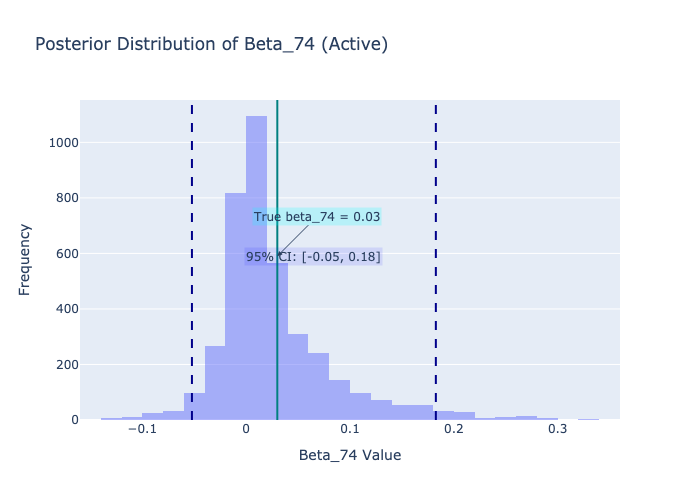 Posterior Distribution of Beta_74 (Active)
1000
800
600
400
200
0
Frequency
True beta_74 = 0.03
95% CI: [-0.05, 0.18]
−0.1
0
0.1
0.2
0.3
Beta_74 Value